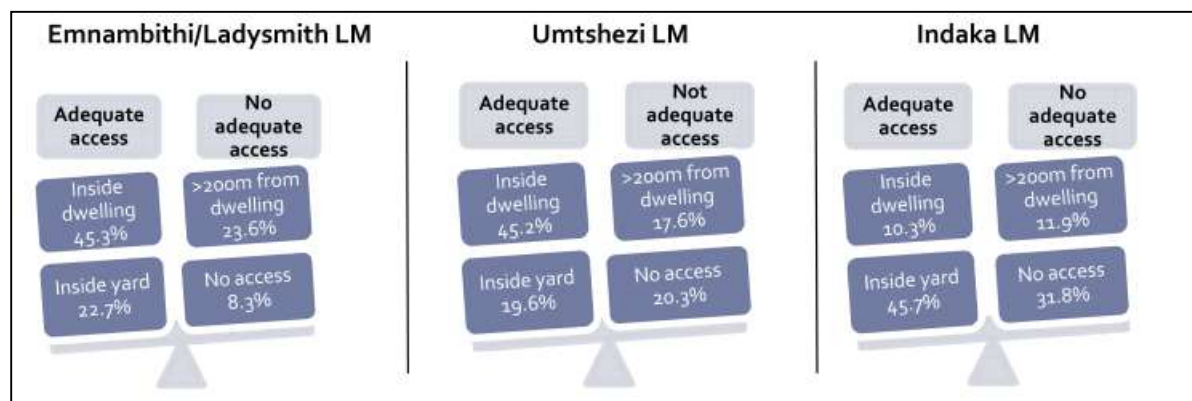 Emnambithi/Ladysmith LM
Adequate
access
No
adequate
access
Inside
dwelling
45.3%
>200m from
dwelling
23.6%
Inside yard
22.7%
No access
8.3%
Umtshezi LM
Adequate
access
Not
adequate
access
Inside
dwelling
45.2%
>200m from
dwelling
17.6%
Inside yard
19.6%
No access
20.3%
Indaka LM
Adequate
access
No
adequate
access
Inside
dwelling
10.3%
>200m from
dwelling
11.9%
Inside yard
45.7%
No access
31.8%